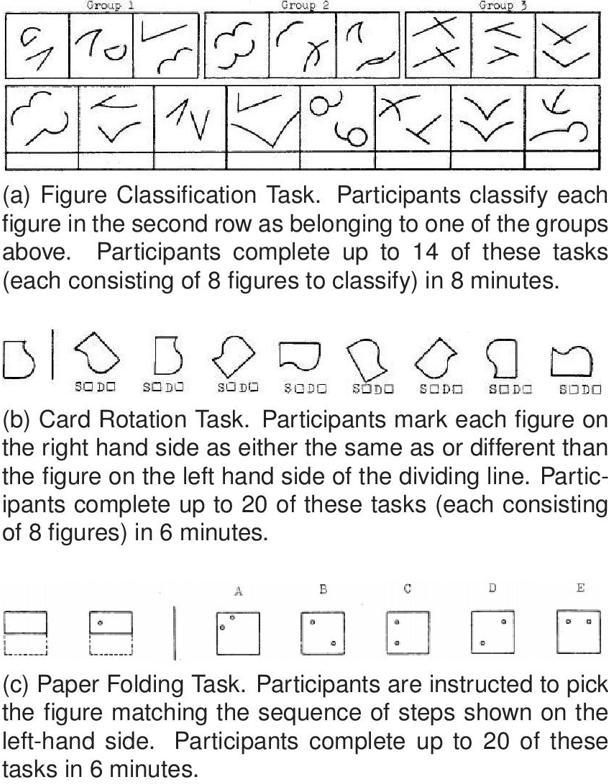 Group 1 Group 2 Group 3
(a) Figure Classification Task. Participants classify each
figure in the second row as belonging to one of the groups
above. Participants complete up to 14 of these tasks
(each consisting of 8 figures to classify) in 8 minutes.
S□D□ S□D□ S□D□ S□D□ S□D□ S□D□ S□D□ S□D□
(b) Card Rotation Task. Participants mark each figure on
the right hand side as either the same as or different than
the figure on the left hand side of the dividing line. Partic-
ipants complete up to 20 of these tasks (each consisting
of 8 figures) in 6 minutes.
A B C D E
(c) Paper Folding Task. Participants are instructed to pick
the figure matching the sequence of steps shown on the
left-hand side. Participants complete up to 20 of these
tasks in 6 minutes.